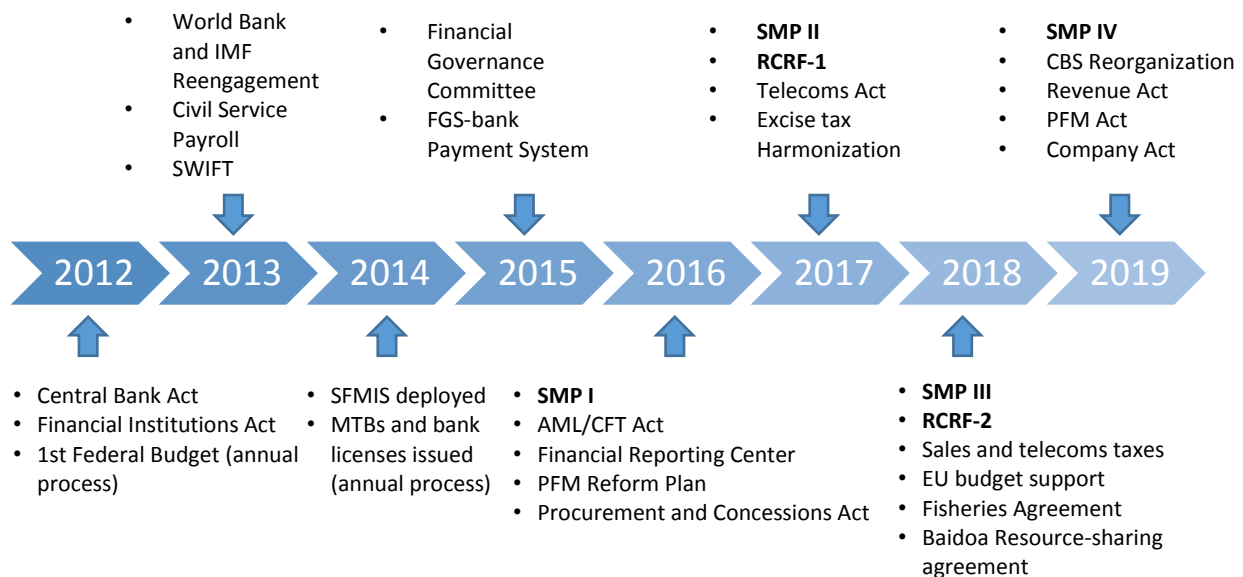 • World Bank
and IMF
Reengagement
• Civil Service
Payroll
• SWIFT
• Financial
Governance
Committee
• FGS-bank
Payment System
• SMP II
• RCRF-1
• Telecoms Act
• Excise tax
Harmonization
• SMP IV
• CBS Reorganization
• Revenue Act
• PFM Act
• Company Act
2012 2013 2014 2015 2016 2017 2018 2019
• Central Bank Act
• Financial Institutions Act
• 1st Federal Budget (annual
process)
• SFMIS deployed
• MTBs and bank
licenses issued
(annual process)
• SMP I
• AML/CFT Act
• Financial Reporting Center
• PFM Reform Plan
• Procurement and Concessions Act
• SMP III
• RCRF-2
• Sales and telecoms taxes
• EU budget support
• Fisheries Agreement
• Baidoa Resource-sharing
agreement